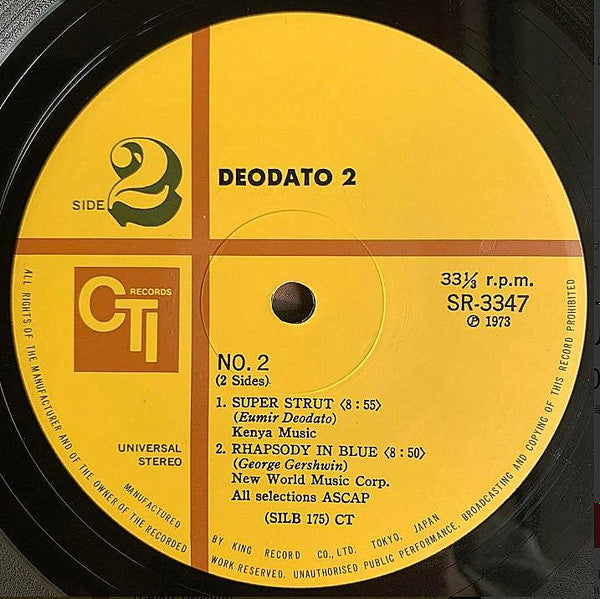 SIDE 2
DEODATO 2
CTI RECORDS
33⅓ r.p.m.
SR-3347
Ⓟ 1973
NO. 2
(2 Sides)
1. SUPER STRUT 〈8:55〉
(Eumir Deodato)
Kenya Music
2. RHAPSODY IN BLUE 〈8:50〉
(George Gershwin)
New World Music Corp.
All selections ASCAP
(SILB 175) CT
UNIVERSAL
STEREO
MANUFACTURED BY KING RECORD CO., LTD. TOKYO, JAPAN
ALL RIGHTS OF THE MANUFACTURER AND OF THE OWNER OF THE RECORDED WORK RESERVED. UNAUTHORISED PUBLIC PERFORMANCE, BROADCASTING AND COPYING OF THIS RECORD PROHIBITED